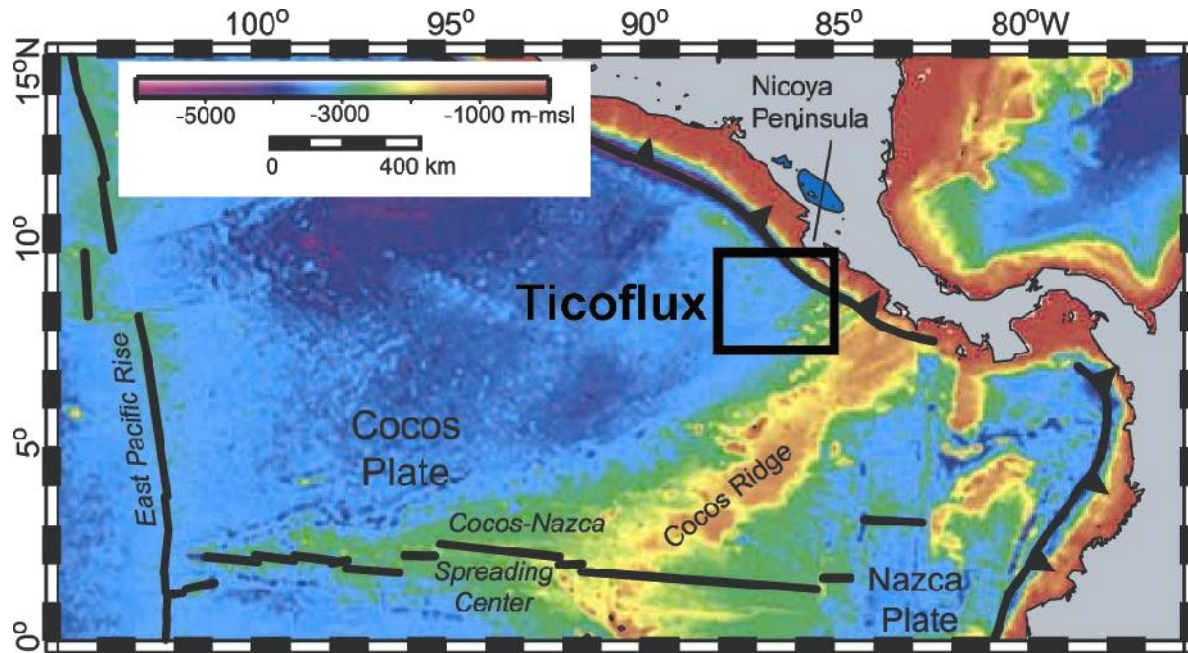 100° 95° 90° 85° 80°W
15°N
-5000 -3000 -1000 m-msl
0 400 km
Nicoya
Peninsula
10°
Ticoflux
East Pacific Rise
Cocos
Plate
5°
Cocos Ridge
Cocos-Nazca
Spreading
Center
Nazca
Plate
0°